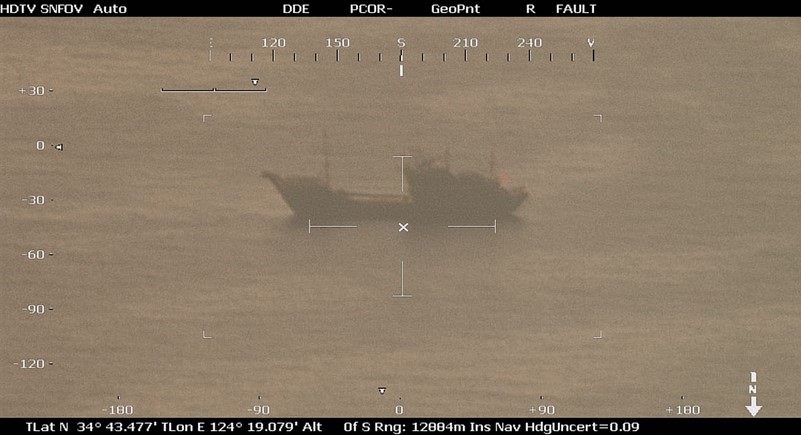 HDTV SNFOV Auto DDE PCOR- GeoPnt R FAULT
120 150 S 210 240
+30
0
-30
-60
-90
-120
N
-180 -90 0 +90 +180
TLat N 34° 43.477' TLon E 124° 19.079' Alt 0f S Rng: 12884m Ins Nav HdgUncert=0.09